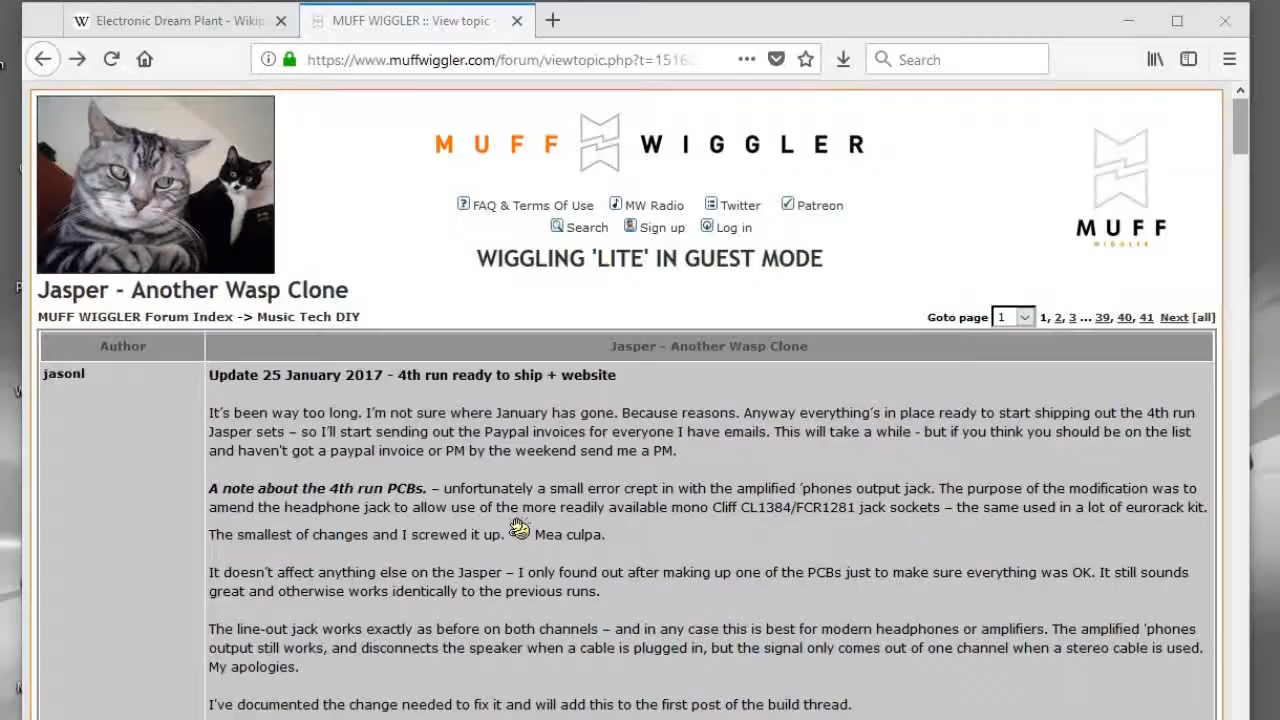 Electronic Dream Plant - Wikip
MUFF WIGGLER :: View topic -
https://www.muffwiggler.com/forum/viewtopic.php?t=1516
Search
MUFF WIGGLER
MUFF
WIGGLER
FAQ & Terms Of Use MW Radio Twitter Patreon
Search Sign up Log in
WIGGLING 'LITE' IN GUEST MODE
Jasper - Another Wasp Clone
MUFF WIGGLER Forum Index -> Music Tech DIY
Goto page 1 1, 2, 3 ... 39, 40, 41 Next [all]
Author
Jasper - Another Wasp Clone
jasonl
Update 25 January 2017 - 4th run ready to ship + website
It's been way too long. I'm not sure where January has gone. Because reasons. Anyway everything's in place ready to start shipping out the 4th run
Jasper sets – so I'll start sending out the Paypal invoices for everyone I have emails. This will take a while - but if you think you should be on the list
and haven't got a paypal invoice or PM by the weekend send me a PM.
A note about the 4th run PCBs. – unfortunately a small error crept in with the amplified 'phones output jack. The purpose of the modification was to
amend the headphone jack to allow use of the more readily available mono Cliff CL1384/FCR1281 jack sockets – the same used in a lot of eurorack kit.
The smallest of changes and I screwed it up. Mea culpa.
It doesn't affect anything else on the Jasper – I only found out after making up one of the PCBs just to make sure everything was OK. It still sounds
great and otherwise works identically to the previous runs.
The line-out jack works exactly as before on both channels – and in any case this is best for modern headphones or amplifiers. The amplified 'phones
output still works, and disconnects the speaker when a cable is plugged in, but the signal only comes out of one channel when a stereo cable is used.
My apologies.
I've documented the change needed to fix it and will add this to the first post of the build thread.